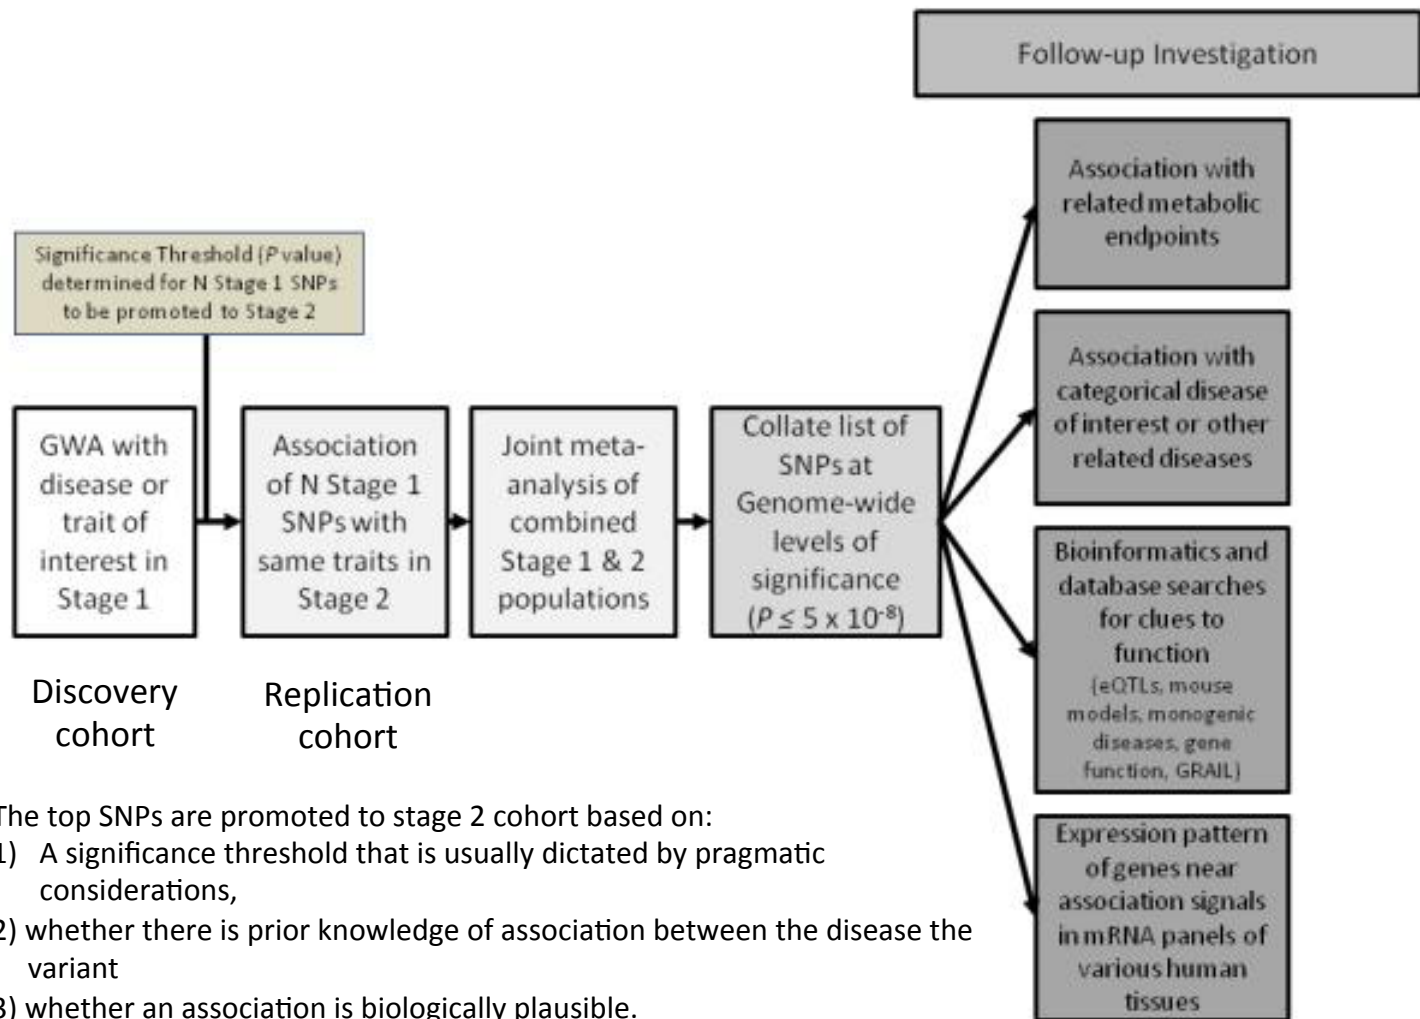 Follow-up Investigation
Significance Threshold (P value)
determined for N Stage 1 SNPs
to be promoted to Stage 2
GWA with
disease or
trait of
interest in
Stage 1
Association
of N Stage 1
SNPs with
same traits in
Stage 2
Joint meta-
analysis of
combined
Stage 1 & 2
populations
Collate list of
SNPs at
Genome-wide
levels of
significance
(P ≤ 5 x 10⁻⁸)
Association with
related metabolic
endpoints
Association with
categorical disease
of interest or other
related diseases
Bioinformatics and
database searches
for clues to
function
(eQTLs, mouse
models, monogenic
diseases, gene
function, GRAIL)
Expression pattern
of genes near
association signals
in mRNA panels of
various human
tissues
Discovery
cohort
Replication
cohort
The top SNPs are promoted to stage 2 cohort based on:
1) A significance threshold that is usually dictated by pragmatic
considerations,
2) whether there is prior knowledge of association between the disease the
variant
3) whether an association is biologically plausible.